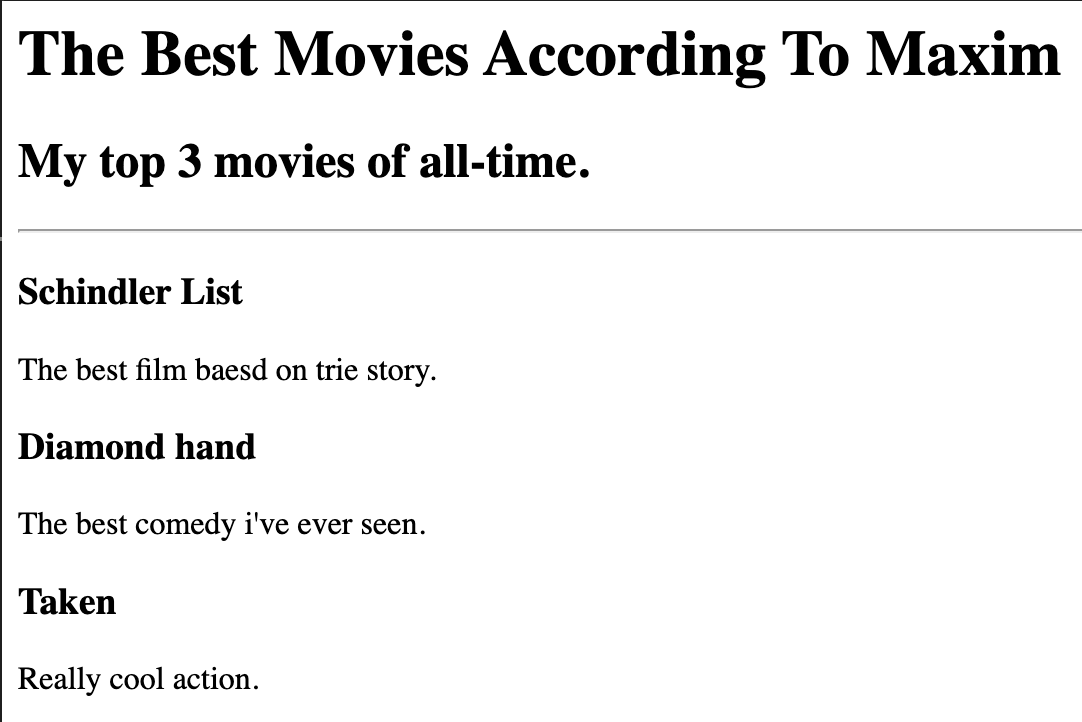 The Best Movies According To Maxim
My top 3 movies of all-time.
Schindler List
The best film baesd on trie story.
Diamond hand
The best comedy i've ever seen.
Taken
Really cool action.